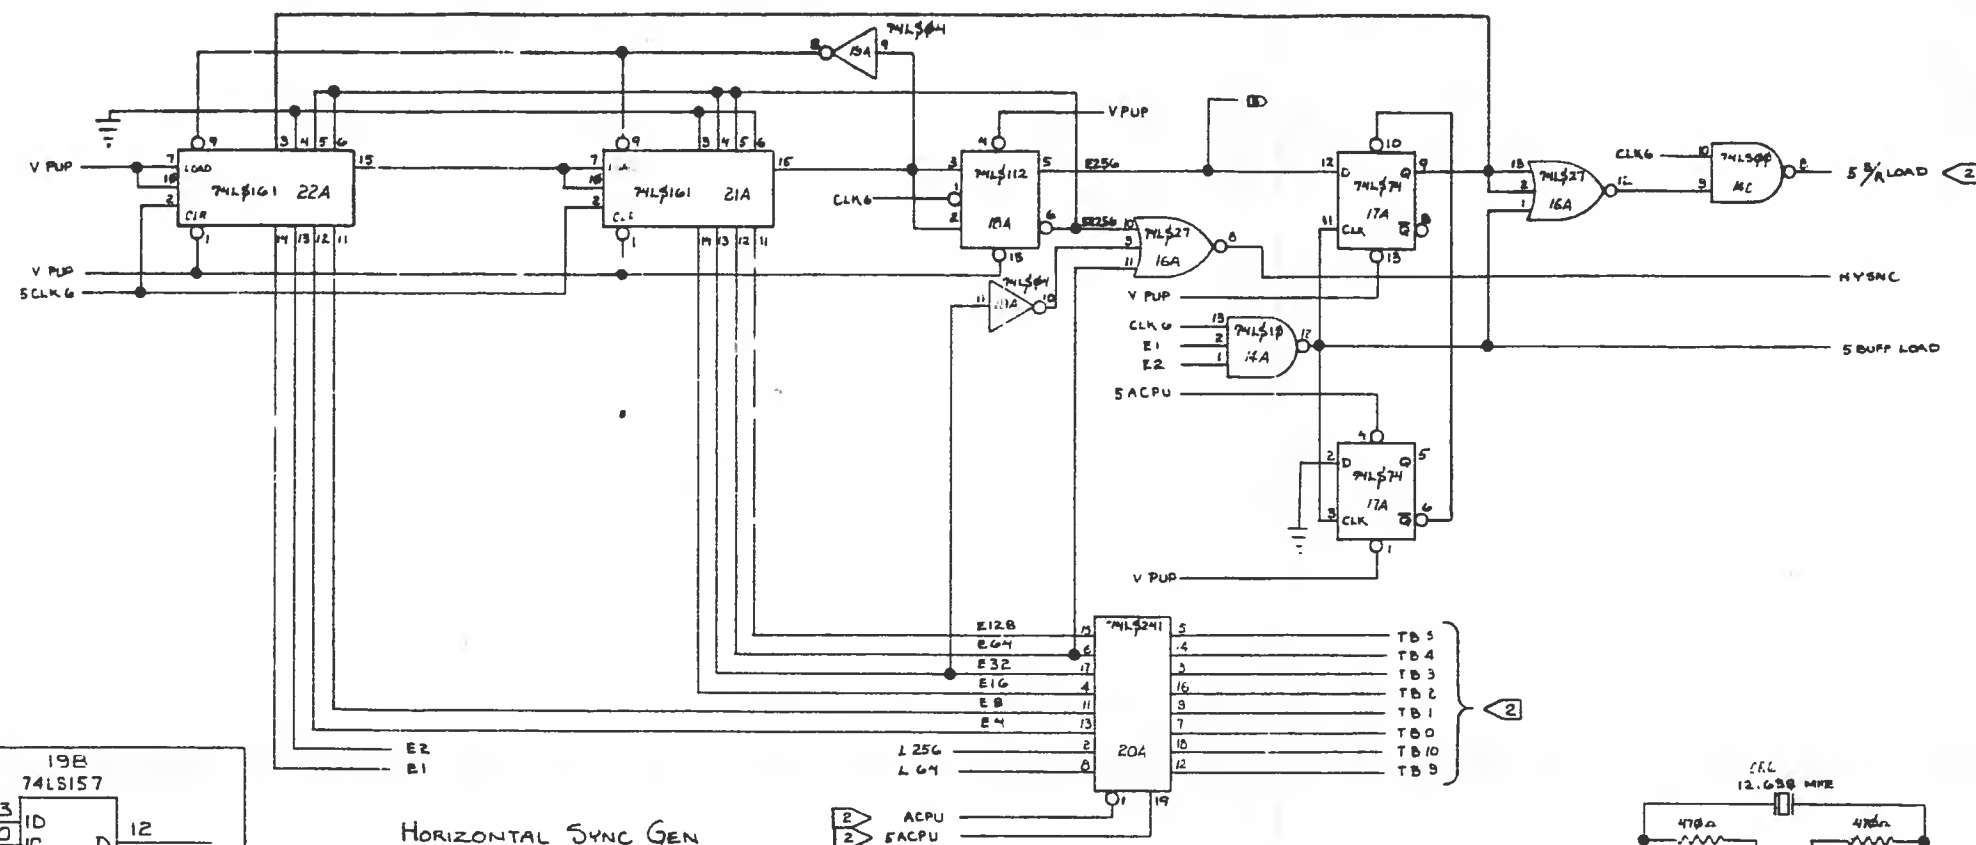 74LS04
8 19A 9
V PUP
3 4 5 6
3 4 5 6
9
9
4
10
V PUP 7 LOAD 15
10
74LS161 22A
2
CLR
14 13 12 11
1
7 15
10
74LS161 21A
2
1
14 13 12 11
3 5 E256
74LS112
CLK6 1
2
18A
6 E256
15
12 D Q 9
74LS74
17A
11 CLK Q 8
13
13
74LS27
2 12
16A
1
CLK6 10
74LS00
8
9
5 S/R LOAD 2
10
74LS27
9 8
16A
11
V PUP
5CLK6
74LS04
11 10
HYSNC
V PUP
CLK6 13
74LS10
E1 2 12
14A
E2 1
5 BUFF LOAD
5 ACPU
4
2 D Q 5
74LS74
17A
3 CLK Q 6
1
V PUP
E128 15 74LS241 5 TB5
E64 6 4 TB4
E32 17 3 TB3
E16 4 16 TB2
E8 11 9 TB1
E4 13 7 TB0
E2 L256 2 20A 18 TB10
E1 L64 8 12 TB9
2
1 19
2 ACPU
2 5ACPU
HORIZONTAL SYNC GEN
19B
74LS157
3 1D
12
470Ω 470Ω